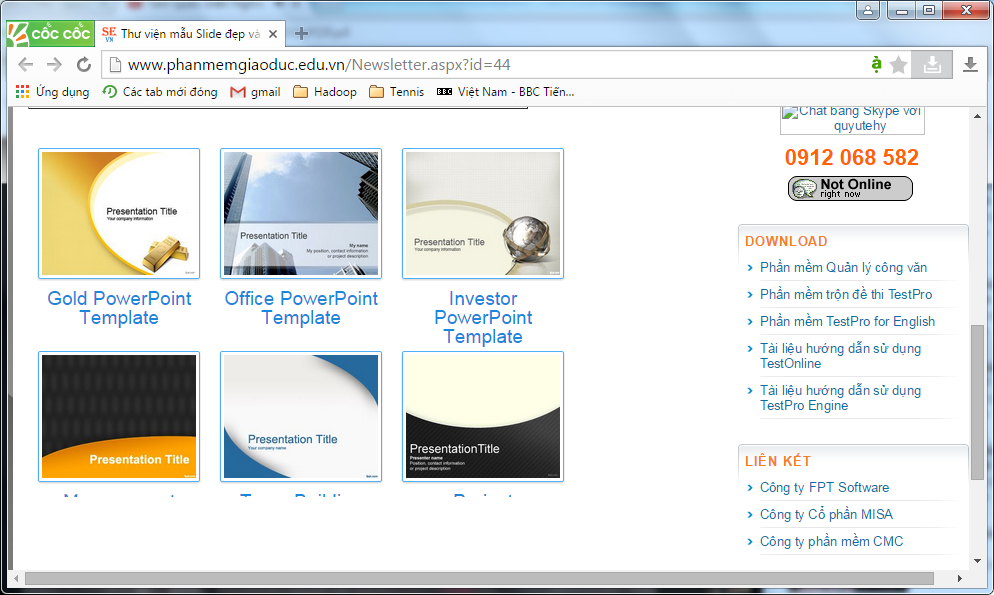 CỐC CỐC
SE
VN
Thư viện mẫu Slide đẹp và
www.phanmemgiaoduc.edu.vn/Newsletter.aspx?id=44
Ứng dụng
Các tab mới đóng
gmail
Hadoop
Tennis
BBC
Việt Nam - BBC Tiến...
Chat bằng Skype với
quyutehy
0912 068 582
Not Online
right now
Presentation Title
Your company information
Presentation Title
My name
My position, contact information
or project description
Presentation Title
Your company information
Gold PowerPoint
Template
Office PowerPoint
Template
Investor
PowerPoint
Template
Presentation Title
Presentation Title
Your company name
PresentationTitle
Presenter name
Position, contact information
or project description
DOWNLOAD
Phần mềm Quản lý công văn
Phần mềm trộn đề thi TestPro
Phần mềm TestPro for English
Tài liệu hướng dẫn sử dụng
TestOnline
Tài liệu hướng dẫn sử dụng
TestPro Engine
LIÊN KẾT
Công ty FPT Software
Công ty Cổ phần MISA
Công ty phần mềm CMC